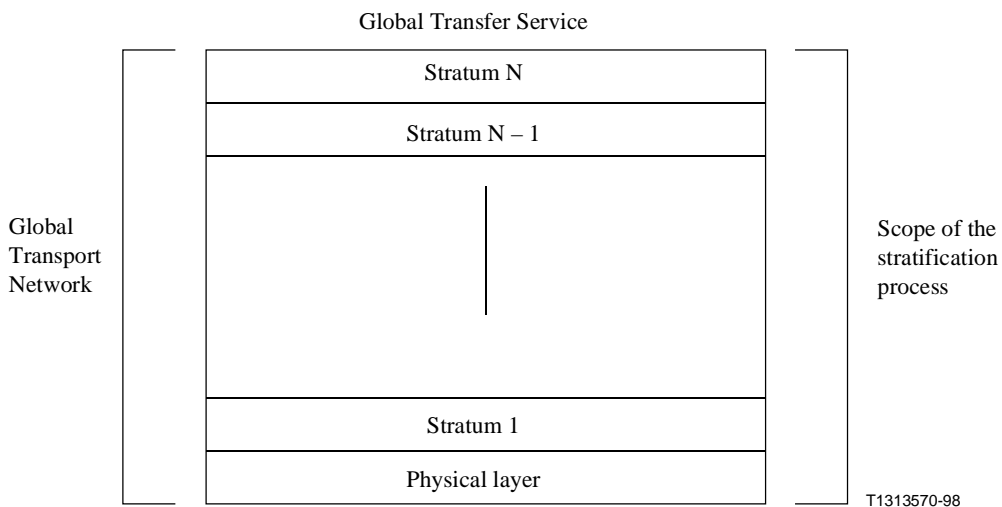 Global Transfer Service
Stratum N
Stratum N – 1
Global
Transport
Network
Scope of the
stratification
process
Stratum 1
Physical layer
T1313570-98